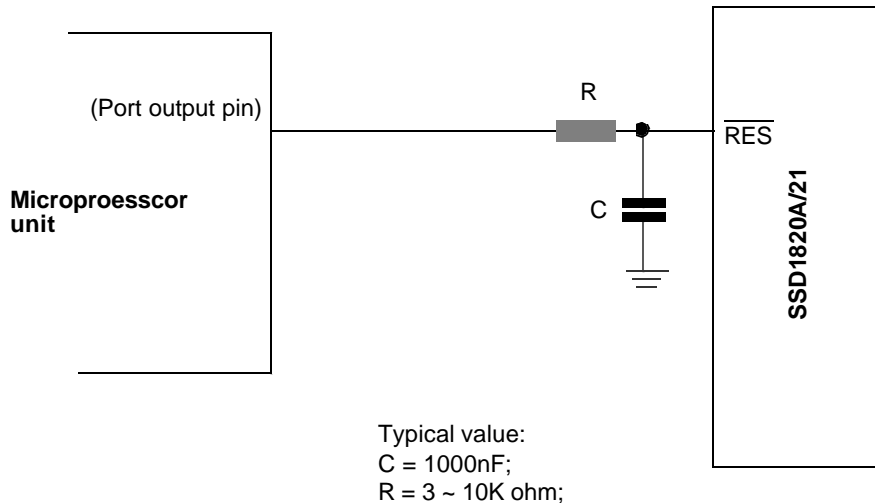 R
(Port output pin)
RES
Microproesscor
unit
C
SSD1820A/21
Typical value:
C = 1000nF;
R = 3 ~ 10K ohm;